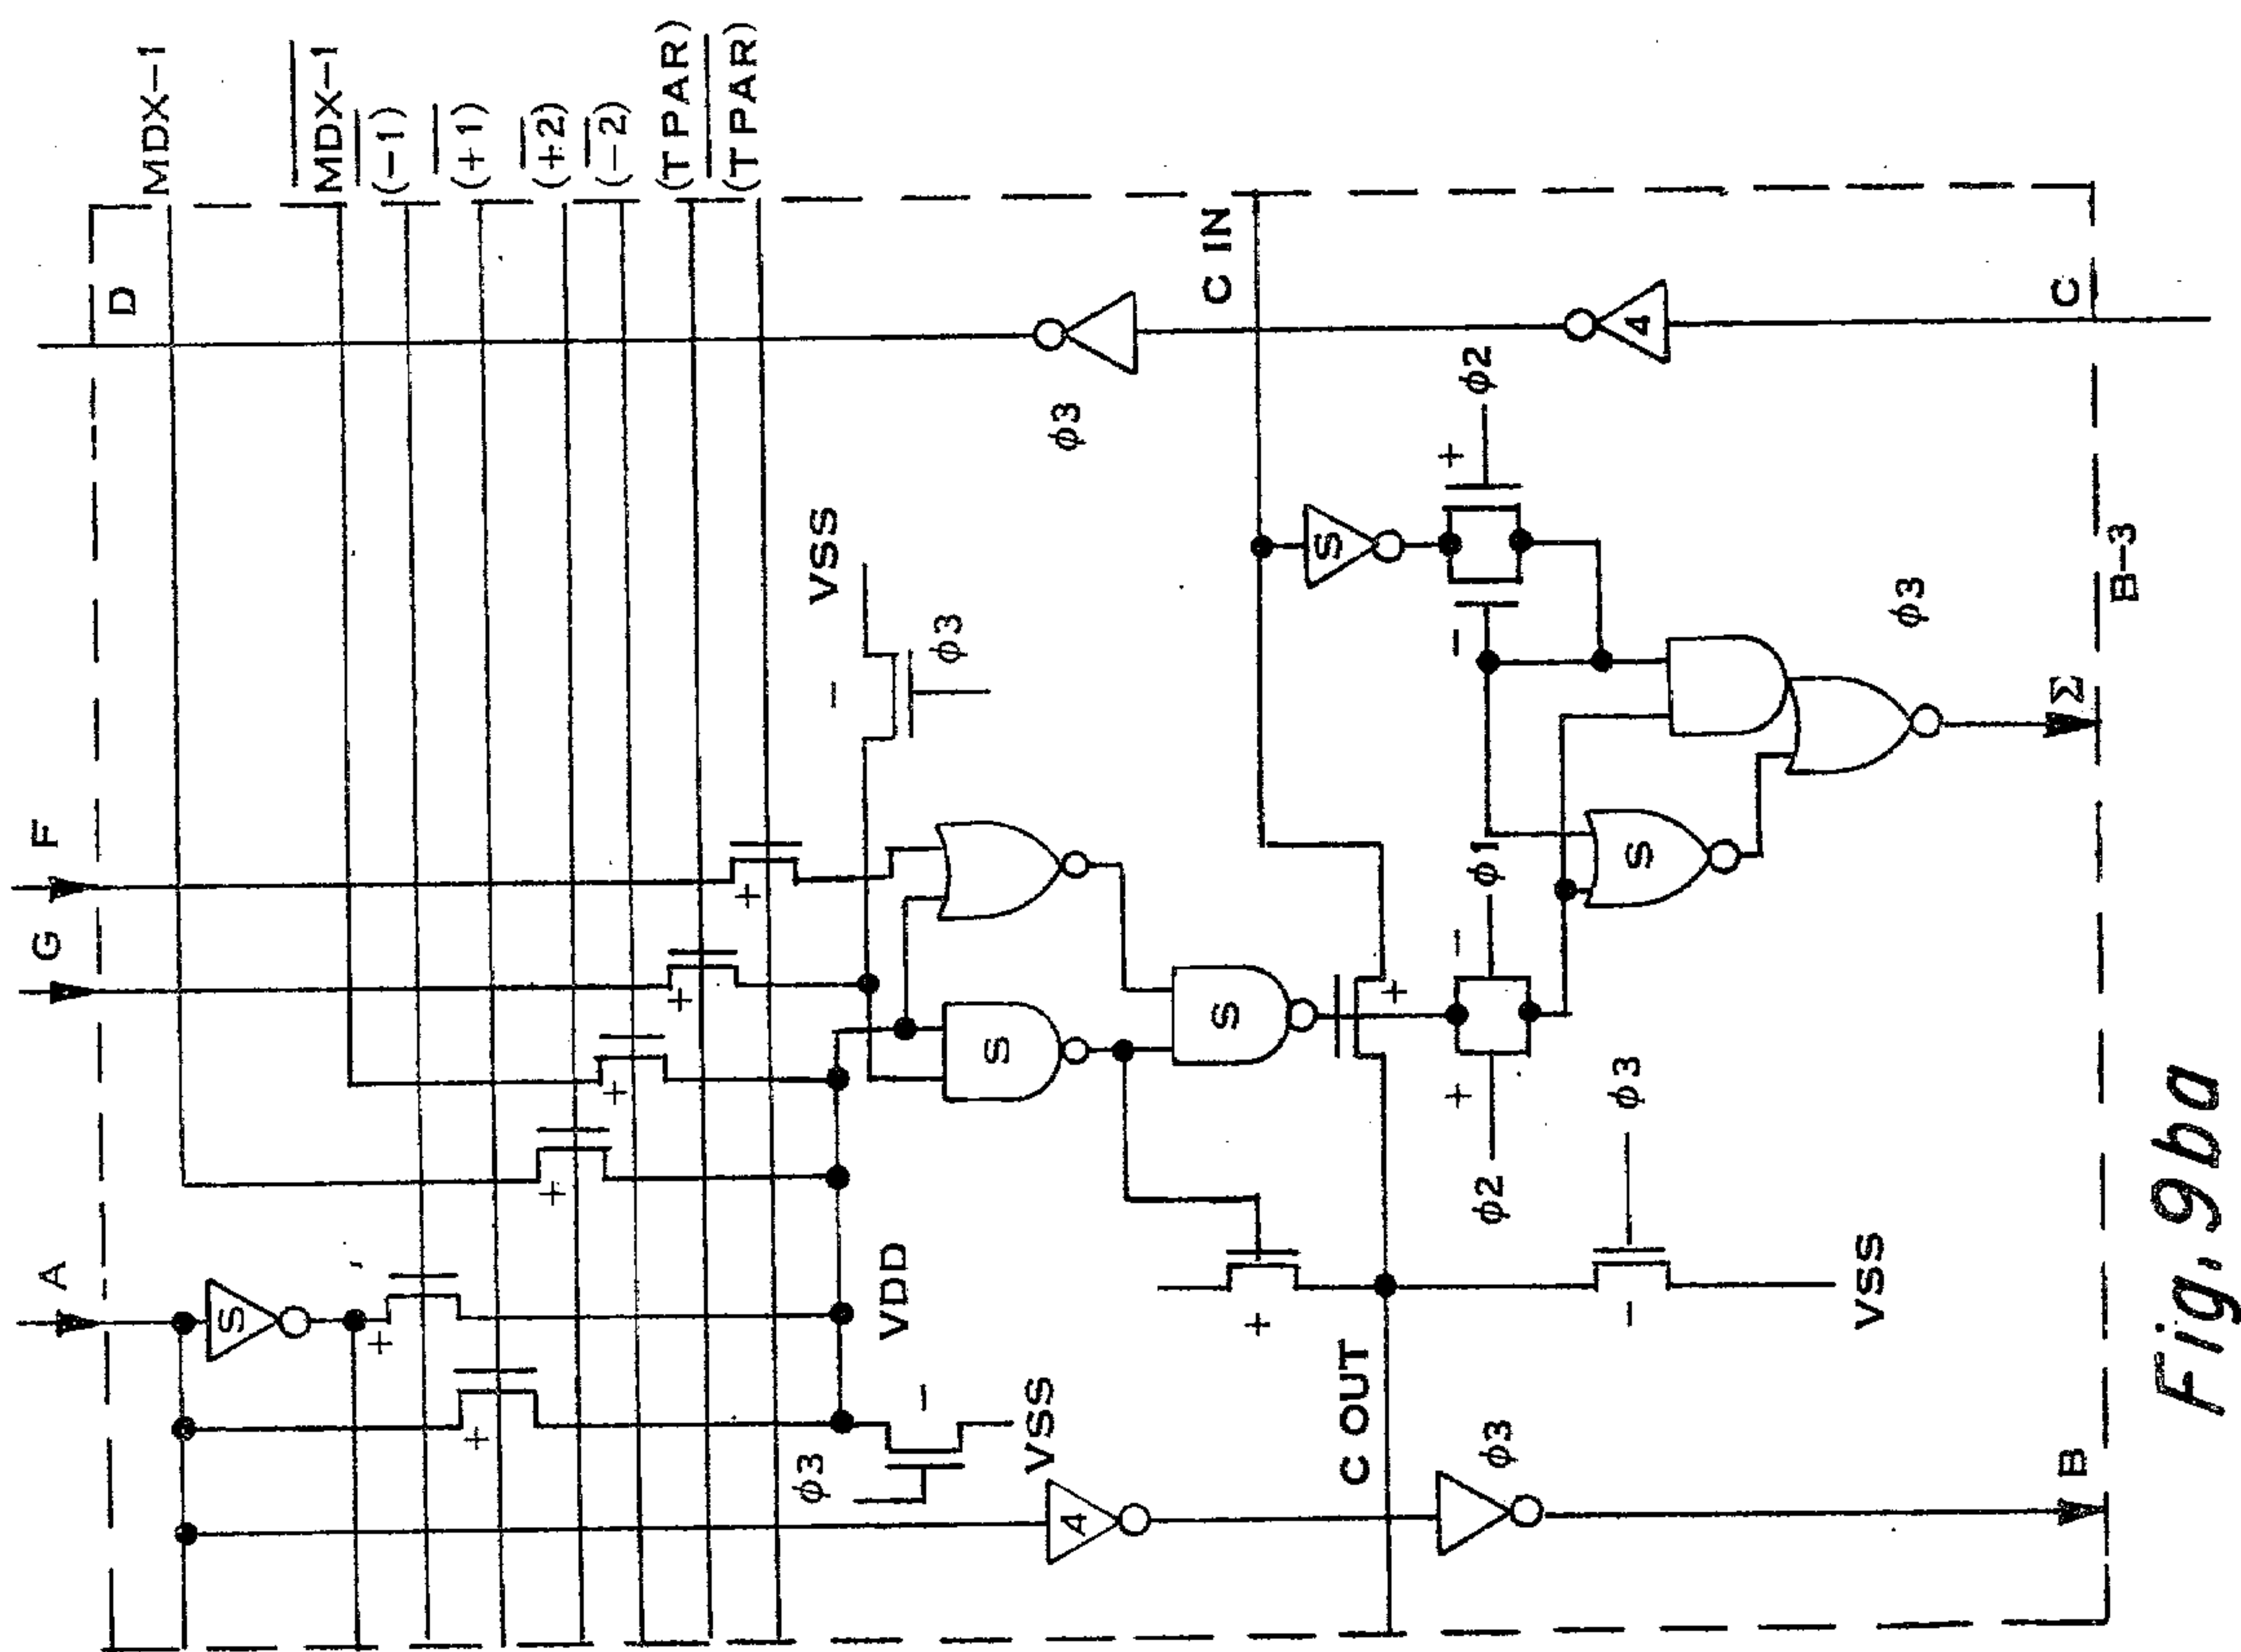 MDX-1
MDX-1
(-1)
(+1)
(+2)
(-2)
(TPAR)
(TPAR)
D
A
G
F
S
+
+
+
+
+
+
-
VSS
φ3
φ3
-
VSS
VDD
S
S
4
φ3
φ3
B
C OUT
+
-
φ3
VSS
C IN
S
+
φ2
-
+
φ2
+
-
φ1
S
φ3
Σ
B-3
φ3
4
C
Fig. 9ba